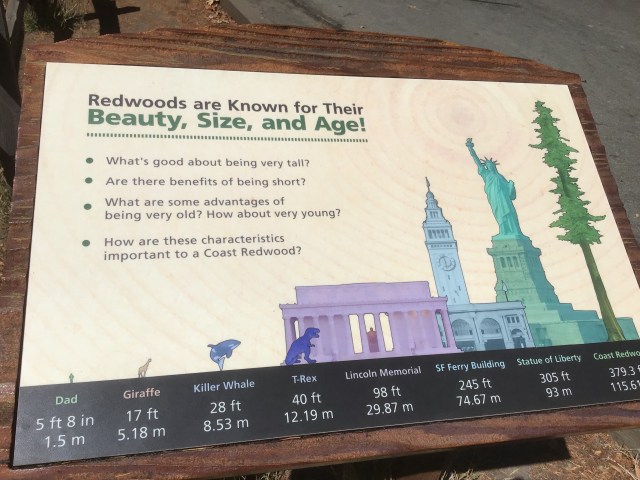 Redwoods are Known for Their
Beauty, Size, and Age!
• What's good about being very tall?
• Are there benefits of being short?
• What are some advantages of
being very old? How about very young?
• How are these characteristics
important to a Coast Redwood?
Dad
5 ft 8 in
1.5 m
Giraffe
17 ft
5.18 m
Killer Whale
28 ft
8.53 m
T-Rex
40 ft
12.19 m
Lincoln Memorial
98 ft
29.87 m
SF Ferry Building
245 ft
74.67 m
Statue of Liberty
305 ft
93 m
Coast
379.3